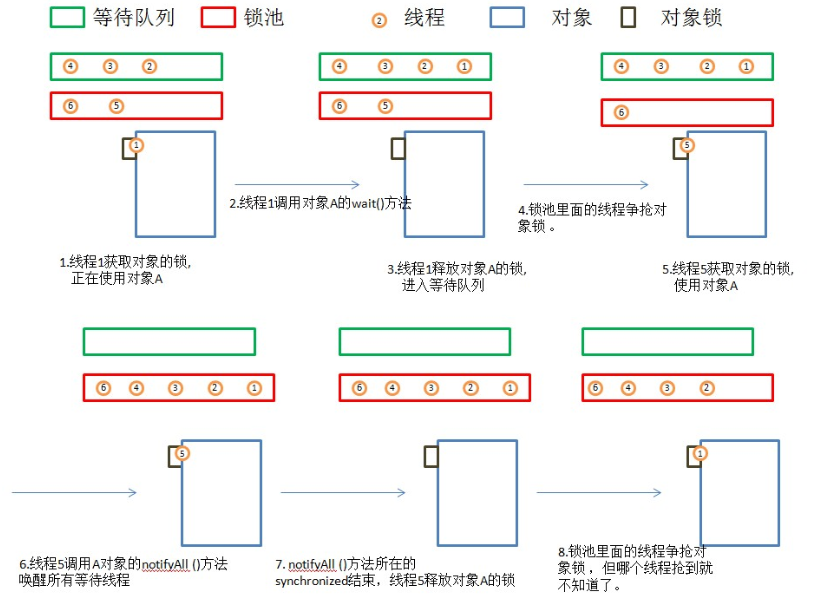 等待队列 锁池 ② 线程 对象 对象锁
④ ③ ② ④ ③ ② ① ④ ③ ② ①
⑥ ⑤ ⑥ ⑤ ⑥
① ⑤
2.线程1调用对象A的wait()方法
4.锁池里面的线程争抢对
象锁 。
1.线程1获取对象的锁,
正在使用对象A
3.线程1释放对象A的锁,
进入等待队列
5.线程5获取对象的锁,
使用对象A
⑥ ④ ③ ② ① ⑥ ④ ③ ② ① ⑥ ④ ③ ②
⑤ ①
6.线程5调用A对象的notifyAll ()方法
唤醒所有等待线程
7. notifyAll ()方法所在的
synchronized结束，线程5释放对象A的锁
8.锁池里面的线程争抢对
象锁 ，但哪个线程抢到就
不知道了。